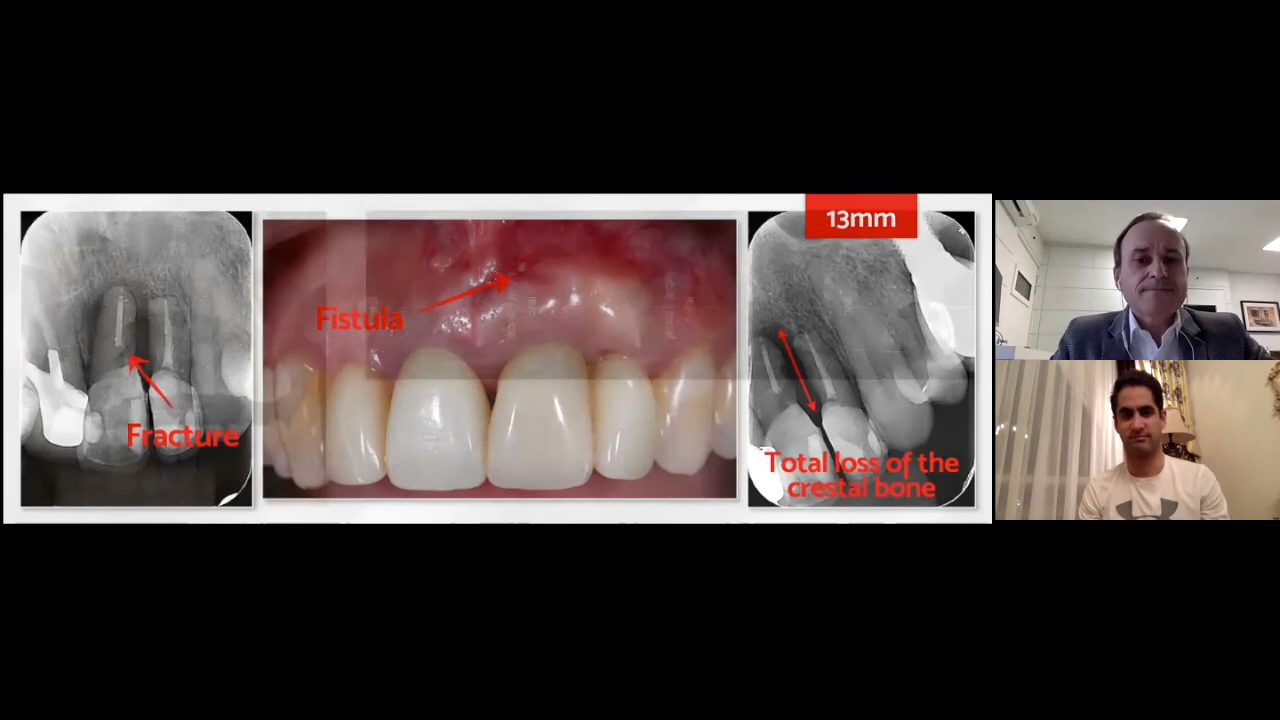 Fracture
Fistula
13mm
Total loss of the
crestal bone